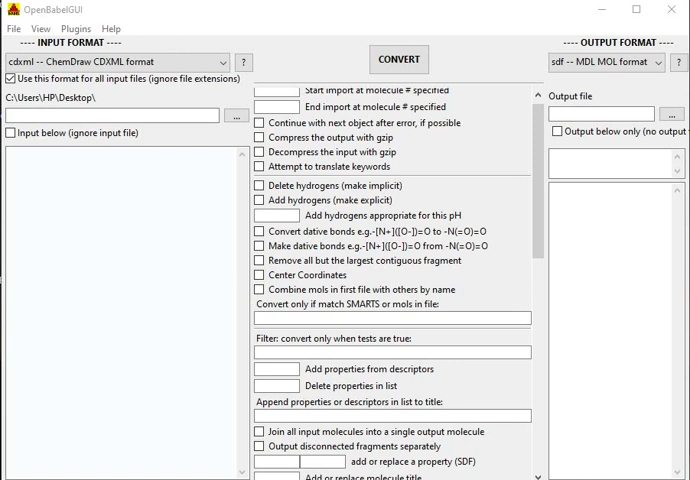 OpenBabelGUI
File View Plugins Help
---- INPUT FORMAT ----
cdxml -- ChemDraw CDXML format
?
Use this format for all input files (ignore file extensions)
C:\Users\HP\Desktop\
...
Input below (ignore input file)
CONVERT
Start import at molecule # specified
End import at molecule # specified
Continue with next object after error, if possible
Compress the output with gzip
Decompress the input with gzip
Attempt to translate keywords
Delete hydrogens (make implicit)
Add hydrogens (make explicit)
Add hydrogens appropriate for this pH
Convert dative bonds e.g.-[N+]([O-])=O to -N(=O)=O
Make dative bonds e.g.-[N+]([O-])=O from -N(=O)=O
Remove all but the largest contiguous fragment
Center Coordinates
Combine mols in first file with others by name
Convert only if match SMARTS or mols in file:
Filter: convert only when tests are true:
Add properties from descriptors
Delete properties in list
Append properties or descriptors in list to title:
Join all input molecules into a single output molecule
Output disconnected fragments separately
add or replace a property (SDF)
Add or replace molecule title
---- OUTPUT FORMAT ----
sdf -- MDL MOL format
?
Output file
...
Output below only (no output f